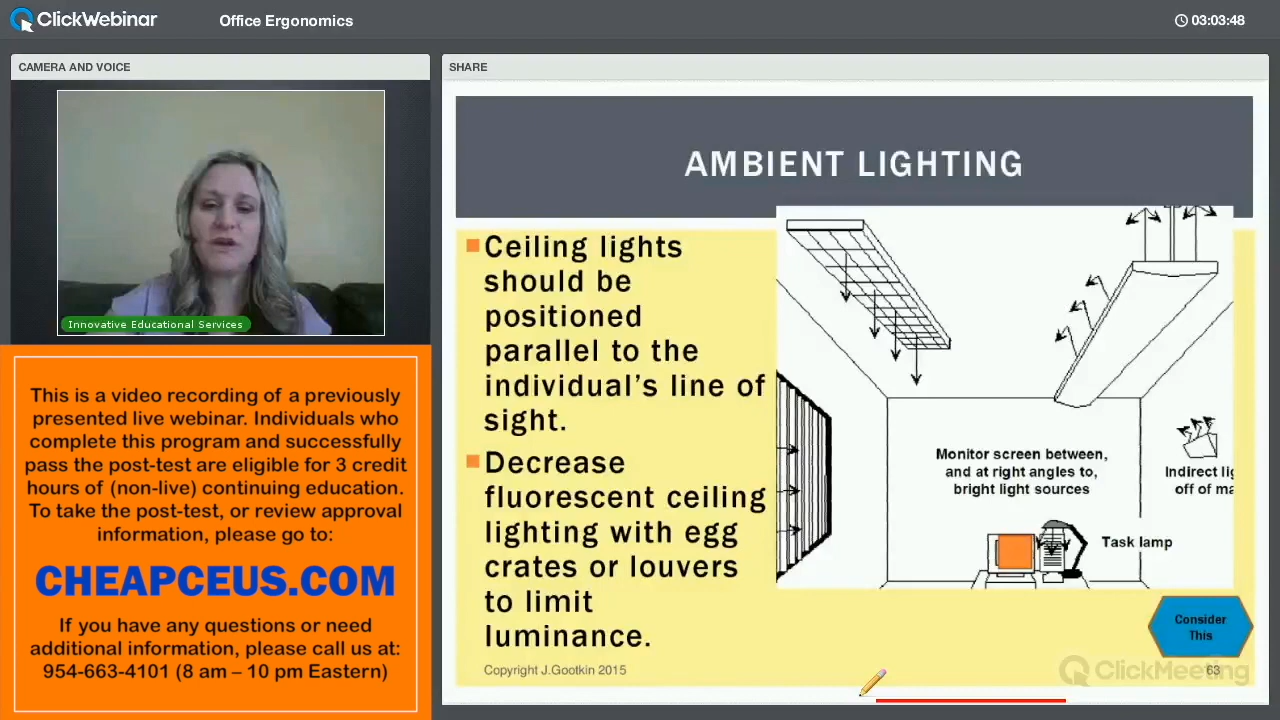 ClickWebinar
Office Ergonomics
03:03:48
CAMERA AND VOICE
Innovative Educational Services
This is a video recording of a previously
presented live webinar. Individuals who
complete this program and successfully
pass the post-test are eligible for 3 credit
hours of (non-live) continuing education.
To take the post-test, or review approval
information, please go to:
CHEAPCEUS.COM
If you have any questions or need
additional information, please call us at:
954-663-4101 (8 am – 10 pm Eastern)
SHARE
AMBIENT LIGHTING
Ceiling lights
should be
positioned
parallel to the
individual’s line of
sight.
Decrease
fluorescent ceiling
lighting with egg
crates or louvers
to limit
luminance.
Monitor screen between,
and at right angles to,
bright light sources
Indirect lig
off of ma
Task lamp
Consider
This
Copyright J.Gootkin 2015
63
ClickMeeting